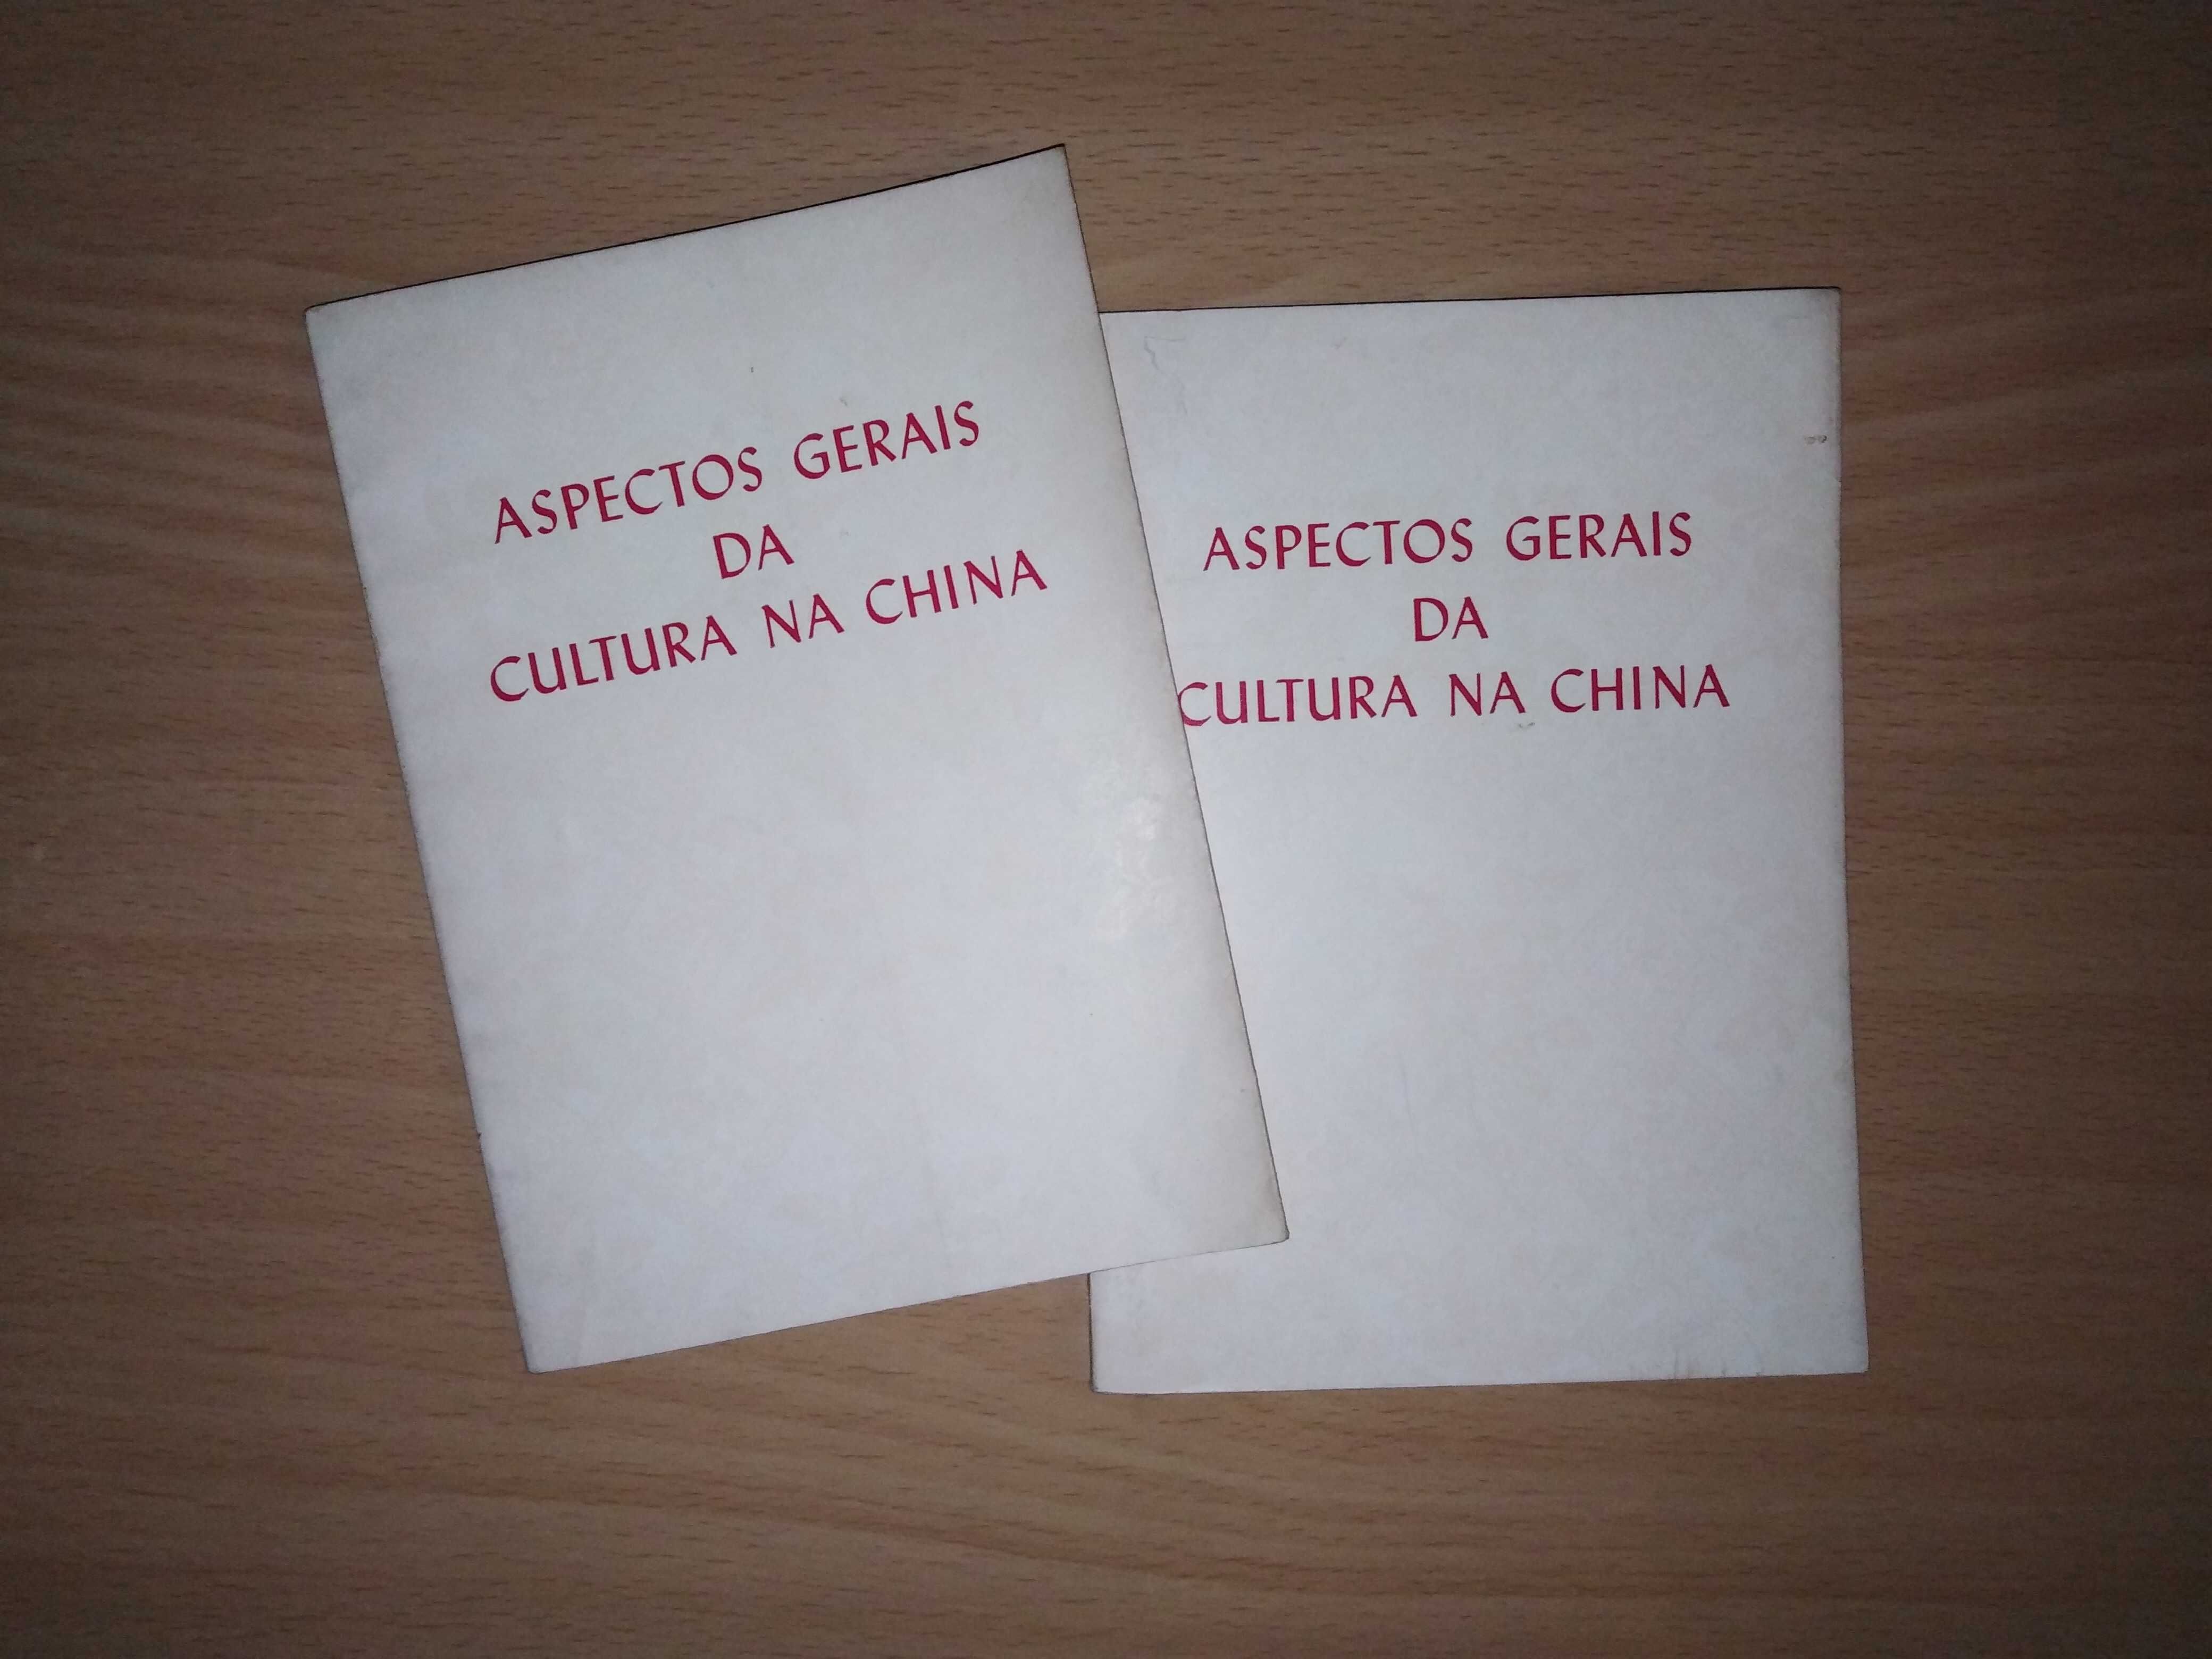 ASPECTOS GERAIS
DA
CULTURA NA CHINA
ASPECTOS GERAIS
DA
CULTURA NA CHINA